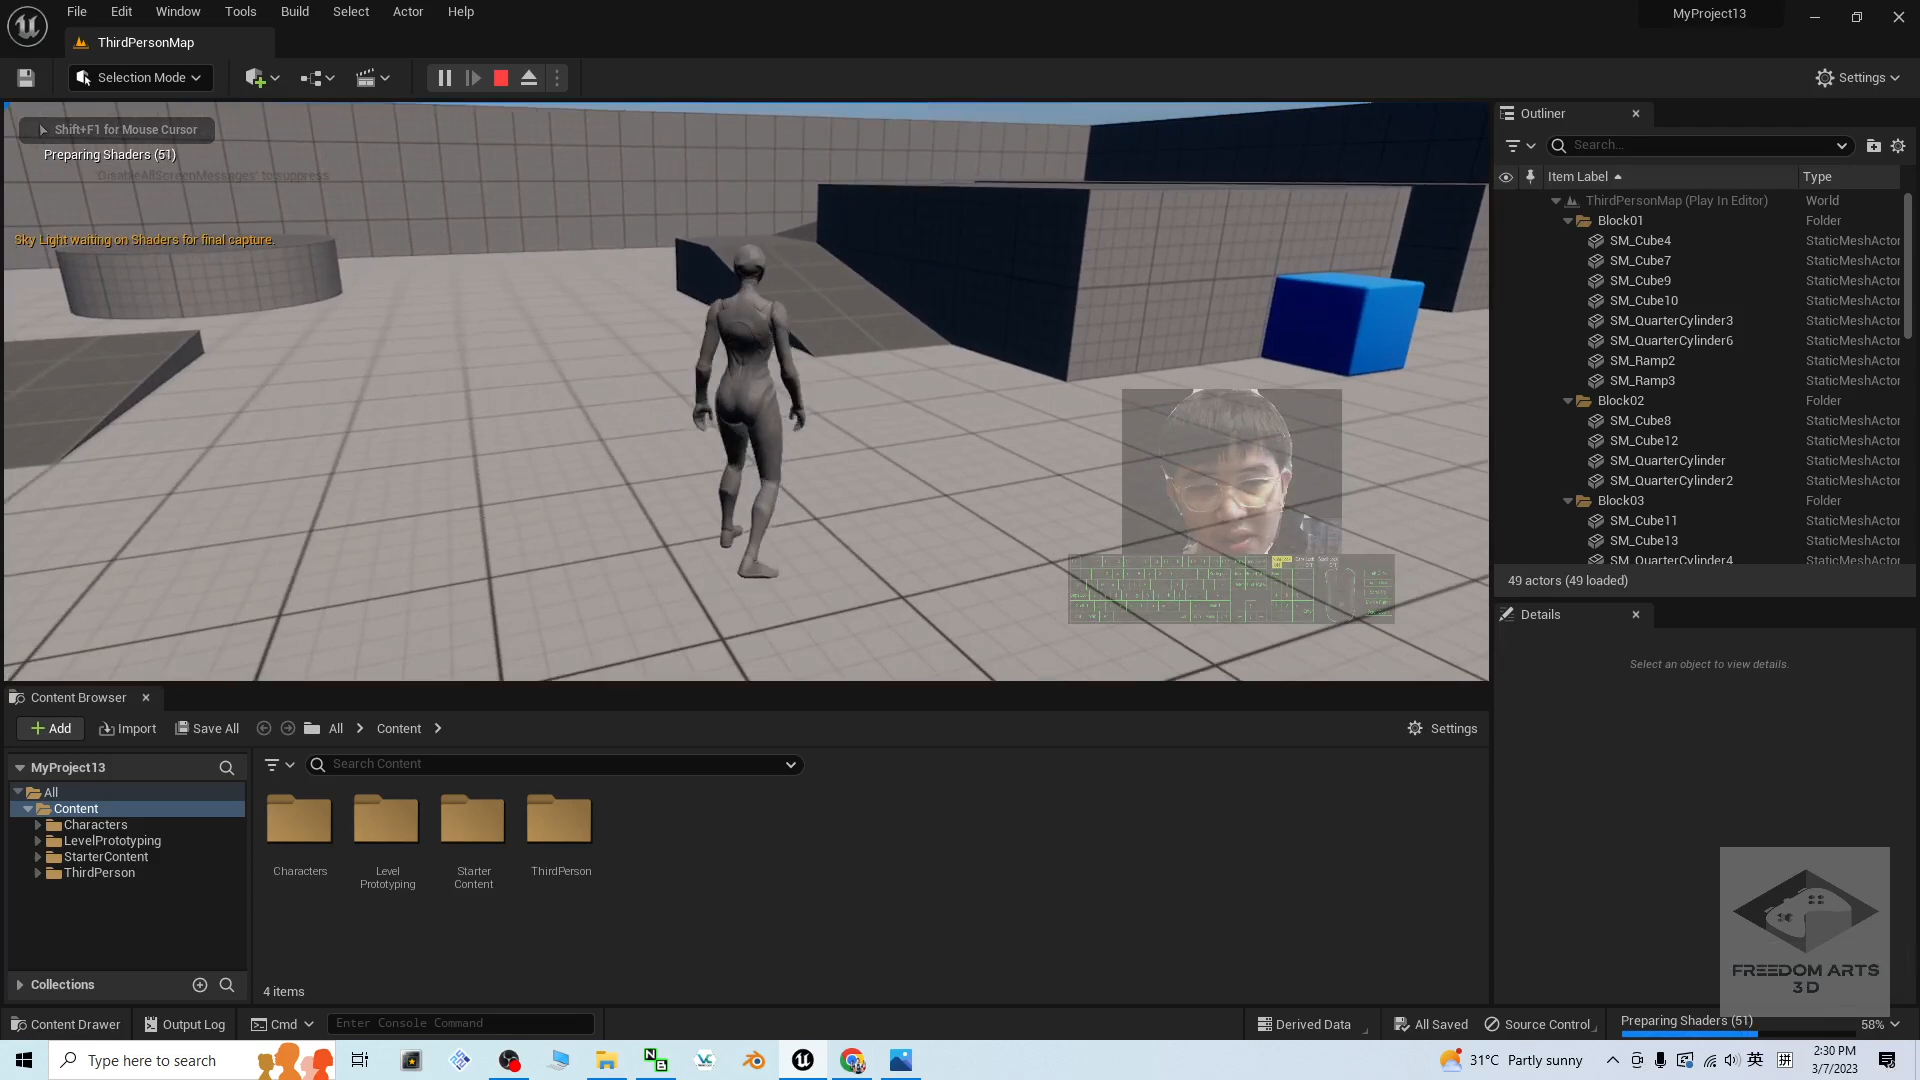 File Edit Window Tools Build Select Actor Help
MyProject13
ThirdPersonMap
Selection Mode
Settings
Shift+F1 for Mouse Cursor
Preparing Shaders (51)
'DisableAllScreenMessages' to suppress
Sky Light waiting on Shaders for final capture.
Outliner
Search...
Item Label Type
ThirdPersonMap (Play In Editor) World
Block01 Folder
SM_Cube4 StaticMeshActor
SM_Cube7 StaticMeshActor
SM_Cube9 StaticMeshActor
SM_Cube10 StaticMeshActor
SM_QuarterCylinder3 StaticMeshActor
SM_QuarterCylinder6 StaticMeshActor
SM_Ramp2 StaticMeshActor
SM_Ramp3 StaticMeshActor
Block02 Folder
SM_Cube8 StaticMeshActor
SM_Cube12 StaticMeshActor
SM_QuarterCylinder StaticMeshActor
SM_QuarterCylinder2 StaticMeshActor
Block03 Folder
SM_Cube11 StaticMeshActor
SM_Cube13 StaticMeshActor
SM_QuarterCylinder4 StaticMeshActor
49 actors (49 loaded)
Details
Select an object to view details.
Content Browser
Add Import Save All All Content Settings
MyProject13
Search Content
All
Content
Characters
LevelPrototyping
StarterContent
ThirdPerson
Characters
Level Prototyping
Starter Content
ThirdPerson
Collections
4 items
FREEDOM ARTS
3D
Content Drawer Output Log Cmd Enter Console Command Derived Data All Saved Source Control Preparing Shaders (51) 58%
Type here to search
31°C Partly sunny
英 拼
2:30 PM
3/7/2023